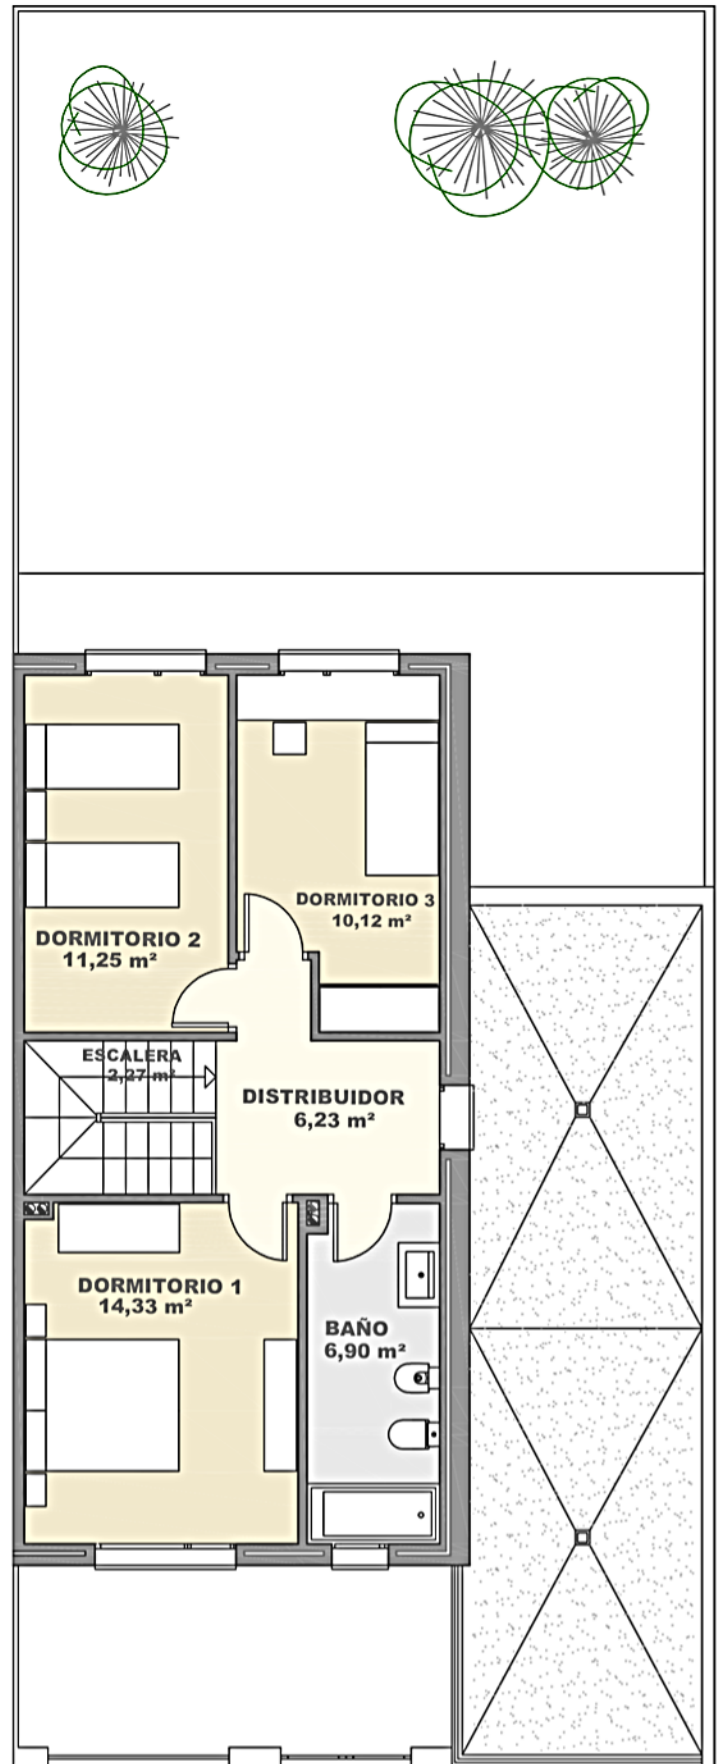 DORMITORIO 3
10,12 m²
DORMITORIO 2
11,25 m²
ESCALERA
2,27 m²
DISTRIBUIDOR
6,23 m²
DORMITORIO 1
14,33 m²
BAÑO
6,90 m²